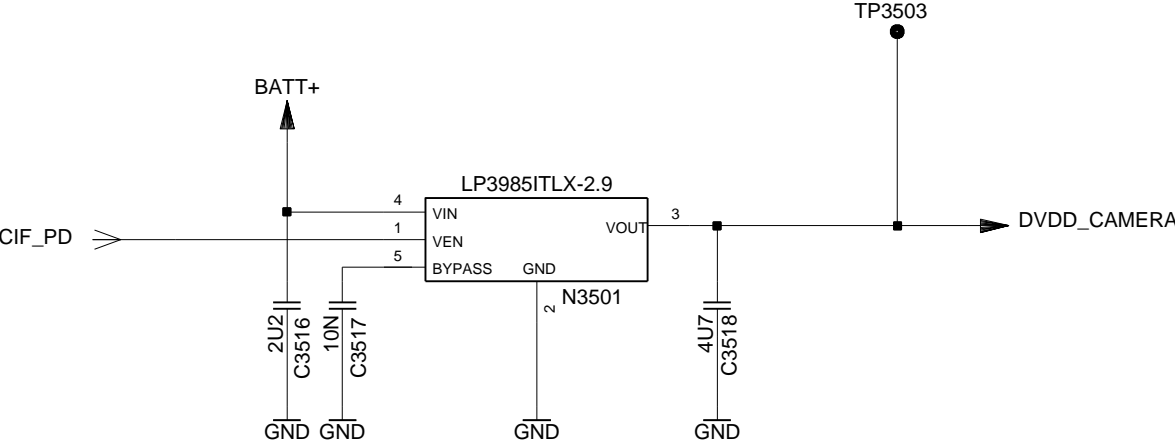 TP3503
BATT+
LP3985ITLX-2.9
4
VIN
3
VOUT
DVDD_CAMERA
CIF_PD
1
VEN
5
BYPASS
GND
N3501
2
2U2
C3516
10N
C3517
4U7
C3518
GND
GND
GND
GND